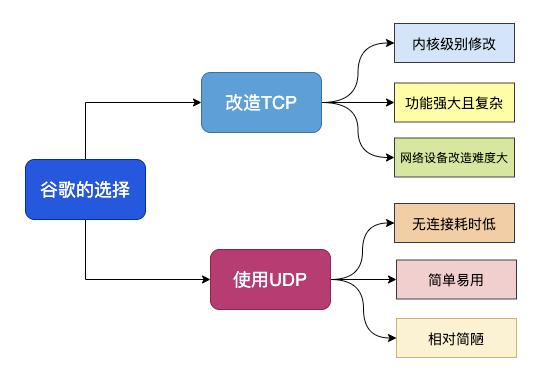 谷歌的选择
改造TCP
内核级别修改
功能强大且复杂
网络设备改造难度大
使用UDP
无连接耗时低
简单易用
相对简陋